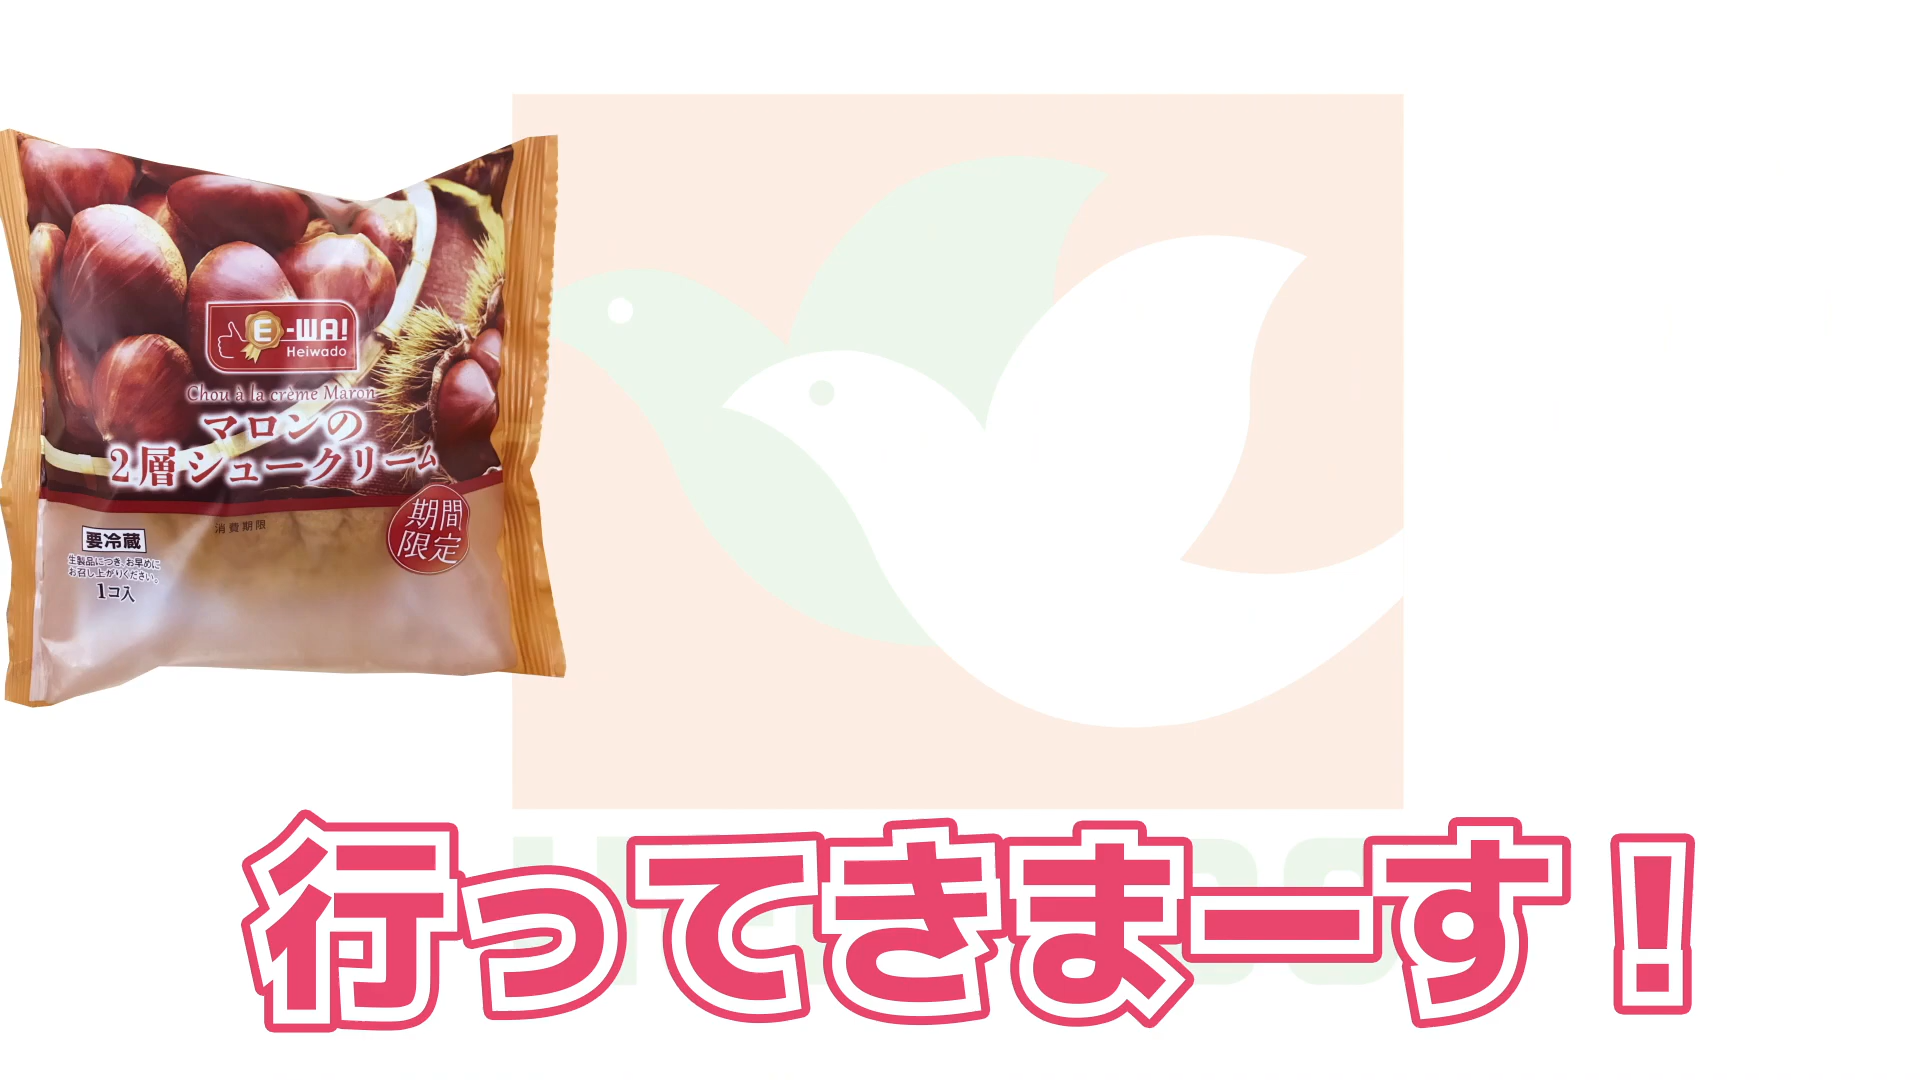 E-WA!
Heiwado
Chou à la crème Maron
マロンの
2層シュークリーム
期間
限定
消費期限
要冷蔵
生製品につき、お早めに
お召し上がりください。
1コ入
行ってきまーす！